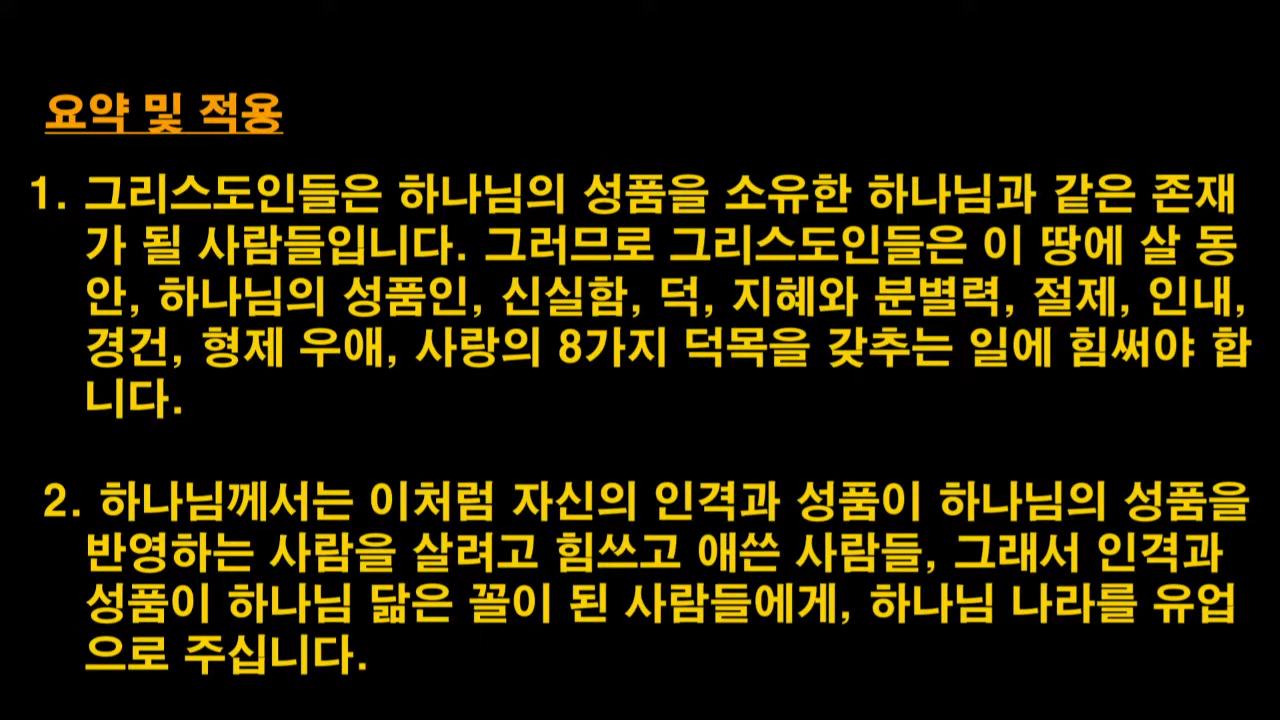 요약 및 적용
1. 그리스도인들은 하나님의 성품을 소유한 하나님과 같은 존재
가 될 사람들입니다. 그러므로 그리스도인들은 이 땅에 살 동
안, 하나님의 성품인, 신실함, 덕, 지혜와 분별력, 절제, 인내,
경건, 형제 우애, 사랑의 8가지 덕목을 갖추는 일에 힘써야 합
니다.
2. 하나님께서는 이처럼 자신의 인격과 성품이 하나님의 성품을
반영하는 사람을 살려고 힘쓰고 애쓴 사람들, 그래서 인격과
성품이 하나님 닮은 꼴이 된 사람들에게, 하나님 나라를 유업
으로 주십니다.